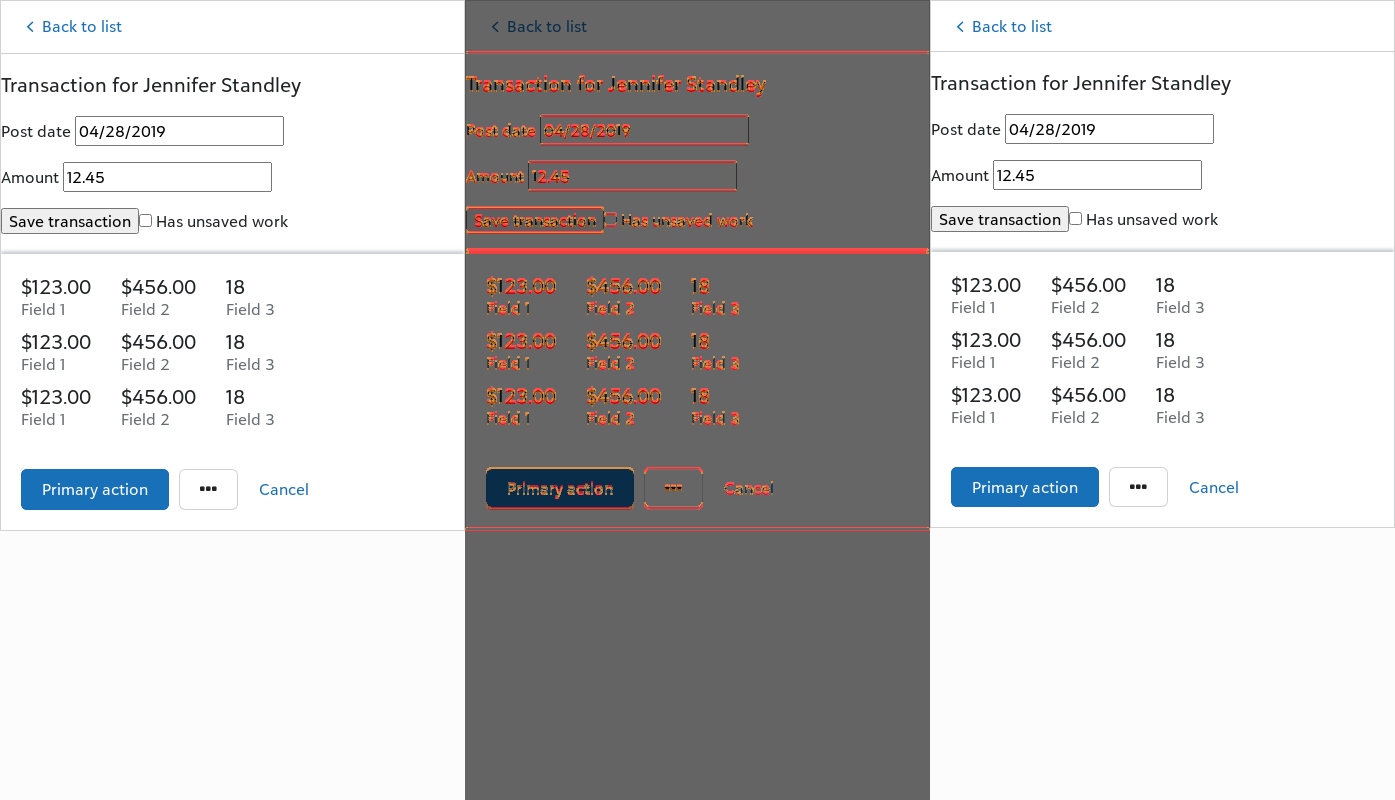 Back to list
Transaction for Jennifer Standley
Post date 04/28/2019
Amount 12.45
Save transaction Has unsaved work
$123.00 $456.00 18
Field 1 Field 2 Field 3
$123.00 $456.00 18
Field 1 Field 2 Field 3
$123.00 $456.00 18
Field 1 Field 2 Field 3
Primary action ••• Cancel
Back to list
Transaction for Jennifer Standley
Post date 04/28/2019
Amount 12.45
Save transaction Has unsaved work
$123.00 $456.00 18
Field 1 Field 2 Field 3
$123.00 $456.00 18
Field 1 Field 2 Field 3
$123.00 $456.00 18
Field 1 Field 2 Field 3
Primary action ••• Cancel
Back to list
Transaction for Jennifer Standley
Post date 04/28/2019
Amount 12.45
Save transaction Has unsaved work
$123.00 $456.00 18
Field 1 Field 2 Field 3
$123.00 $456.00 18
Field 1 Field 2 Field 3
$123.00 $456.00 18
Field 1 Field 2 Field 3
Primary action ••• Cancel